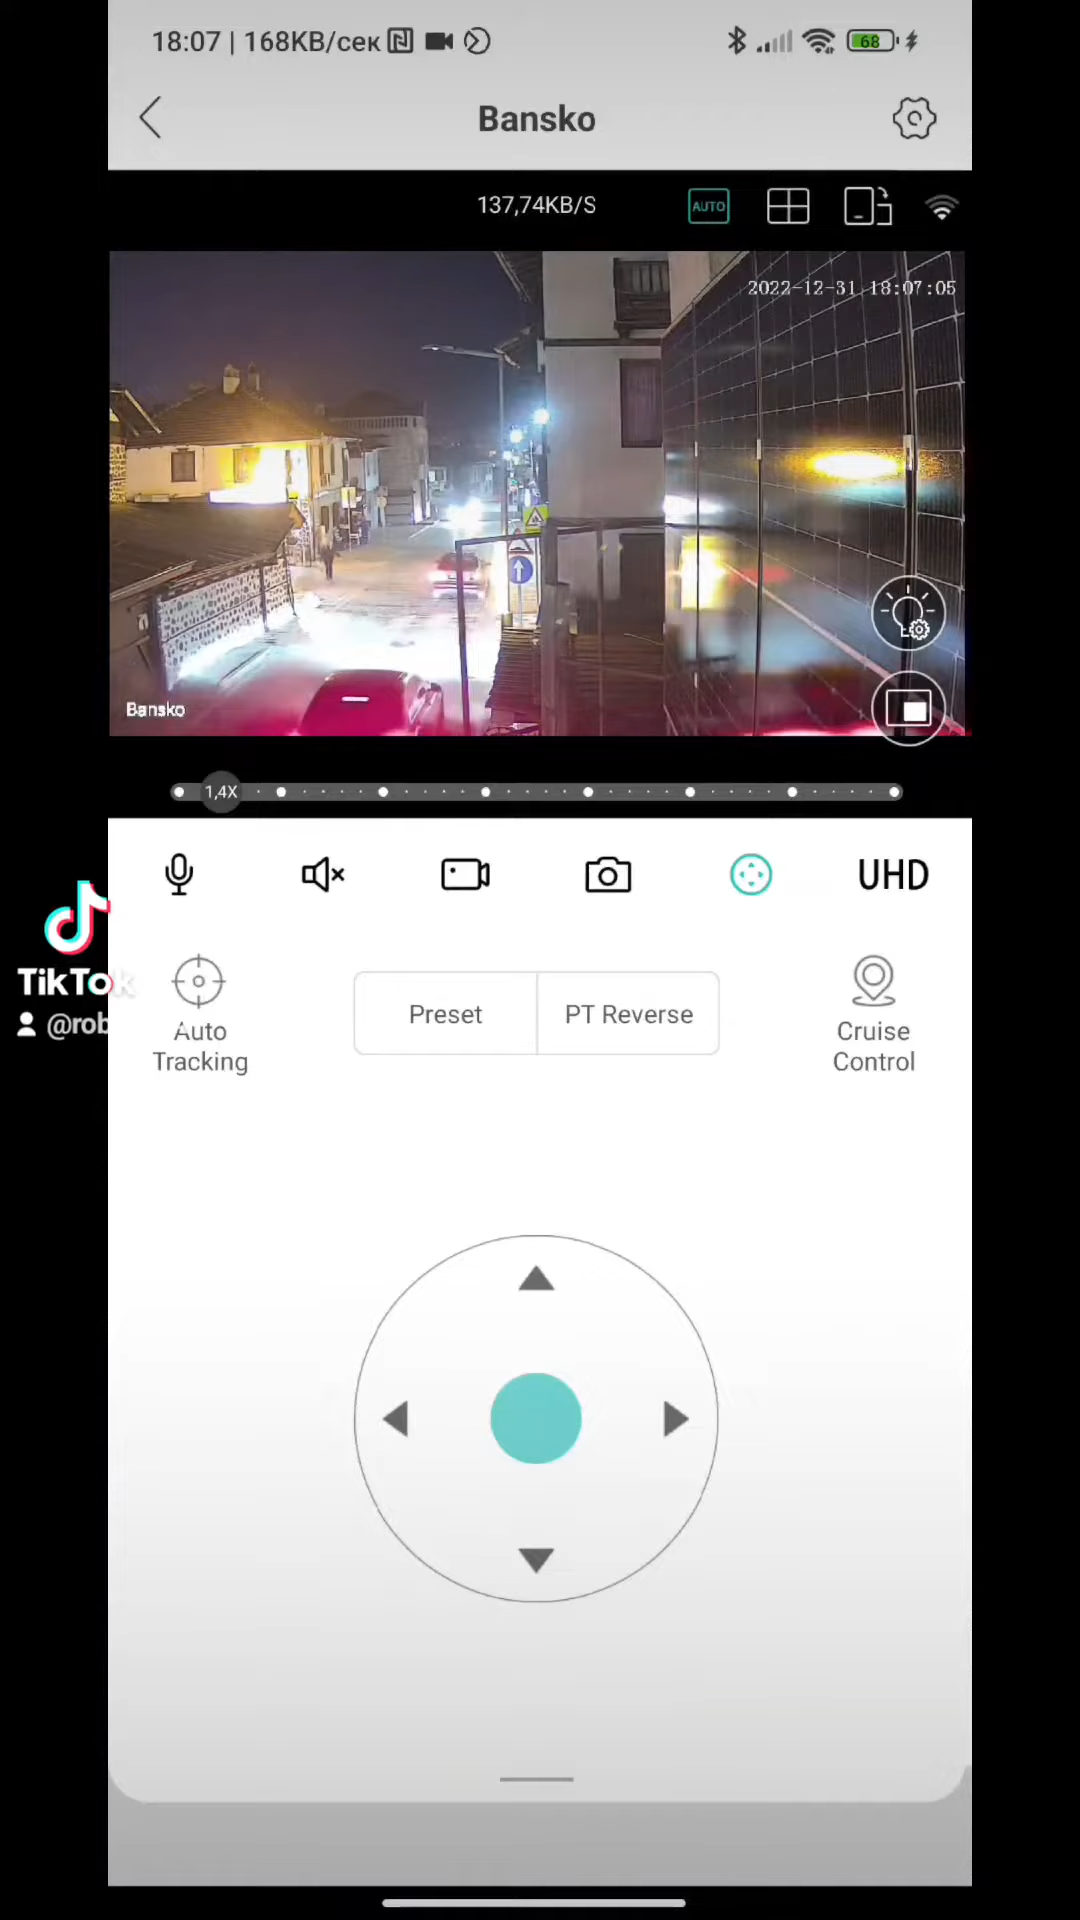 18:07 | 168KB/сек
68
Bansko
137,74KB/S
AUTO
2022-12-31 18:07:05
Bansko
1,4X
UHD
TikTok
@rob
Auto
Tracking
Preset
PT Reverse
Cruise
Control